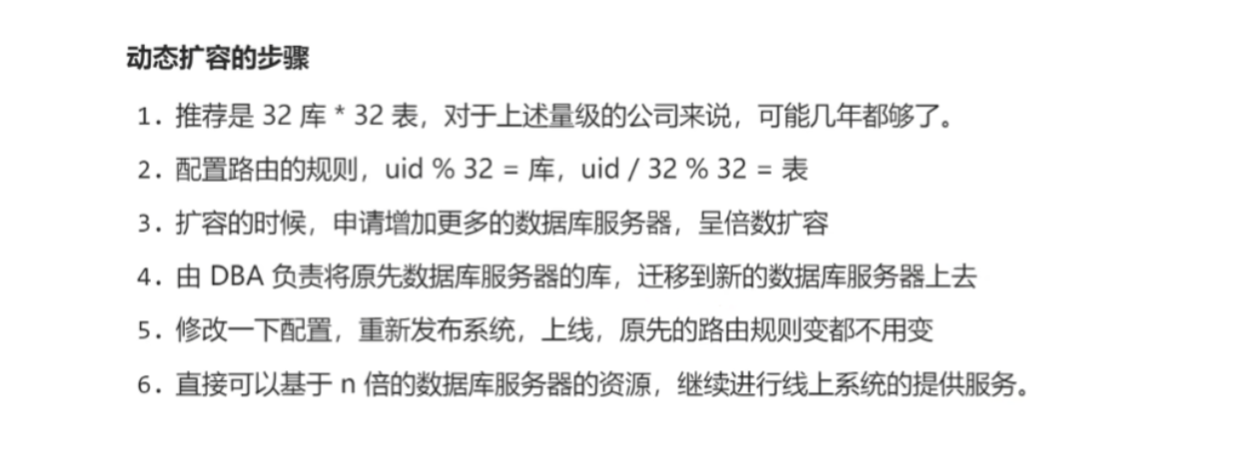 动态扩容的步骤
1. 推荐是 32 库 * 32 表，对于上述量级的公司来说，可能几年都够了。
2. 配置路由的规则，uid % 32 = 库，uid / 32 % 32 = 表
3. 扩容的时候，申请增加更多的数据库服务器，呈倍数扩容
4. 由 DBA 负责将原先数据库服务器的库，迁移到新的数据库服务器上去
5. 修改一下配置，重新发布系统，上线，原先的路由规则变都不用变
6. 直接可以基于 n 倍的数据库服务器的资源，继续进行线上系统的提供服务。